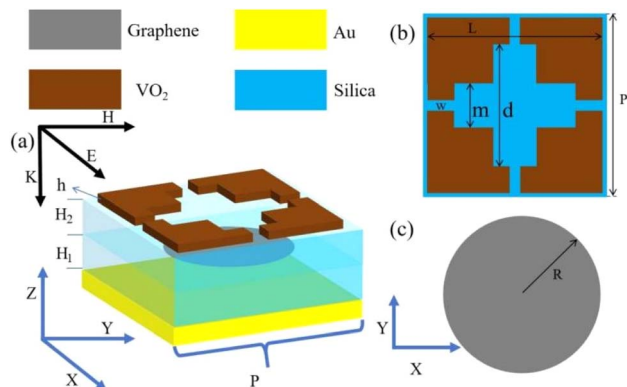 Graphene
Au
VO₂
Silica
(a)
H
E
K
h
H₂
H₁
Z
Y
X
P
(b)
L
P
w
m
d
(c)
R
Y
X